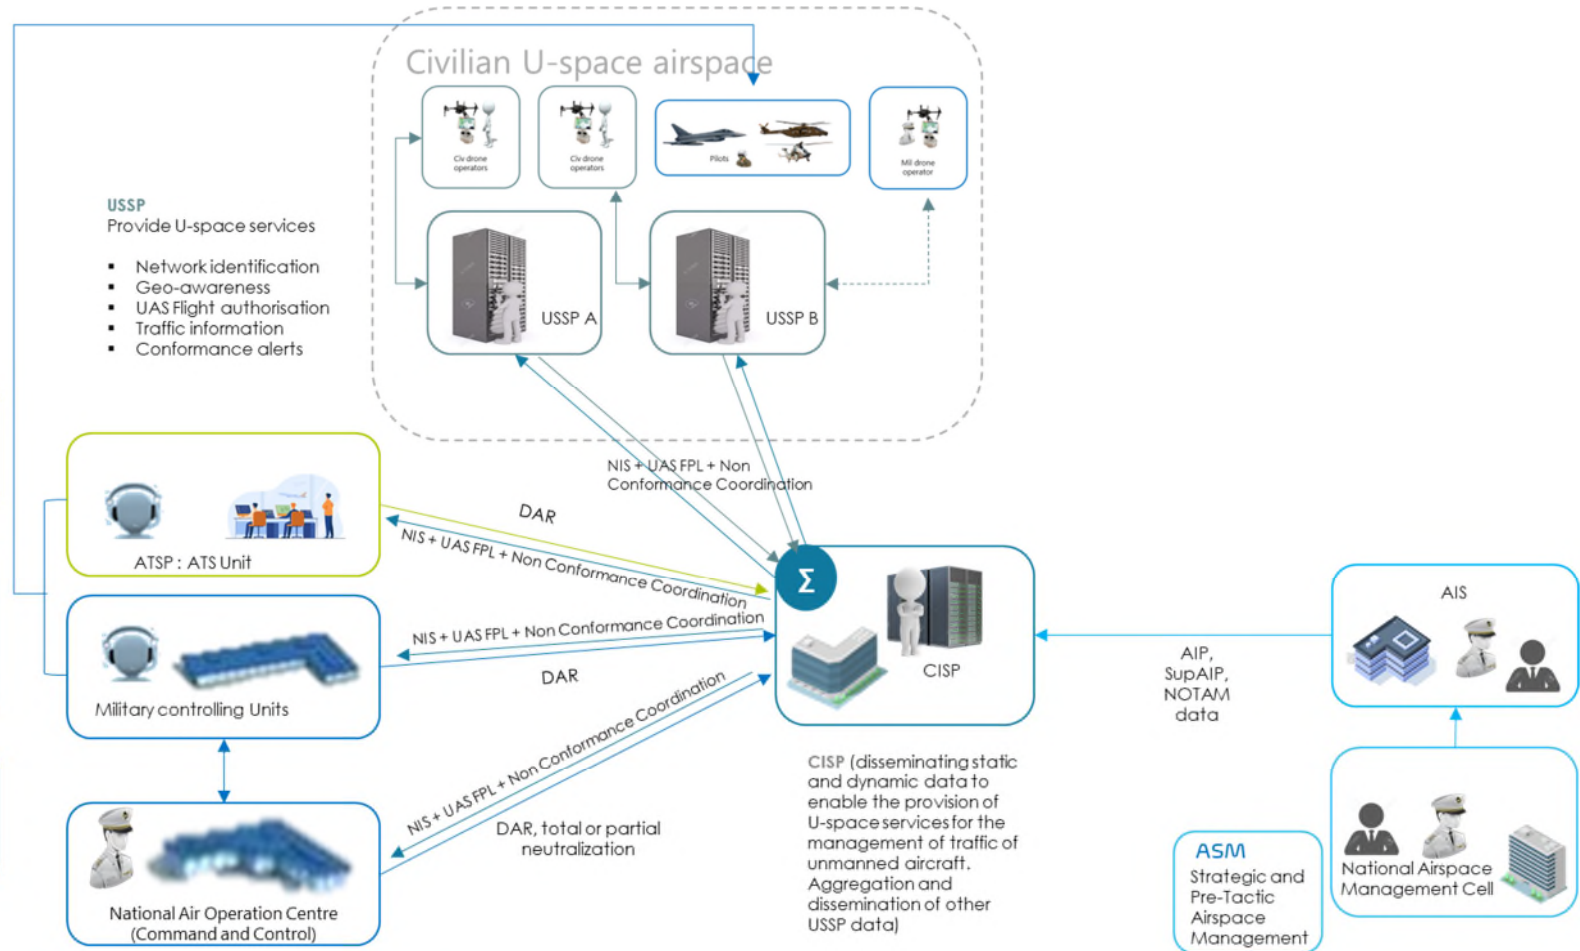 Civilian U-space airspace
Civ drone
operators
Civ drone
operators
Pilots
Mil drone
operator
USSP
Provide U-space services
▪ Network identification
▪ Geo-awareness
▪ UAS Flight authorisation
▪ Traffic information
▪ Conformance alerts
USSP A
USSP B
NIS + UAS FPL + Non
Conformance Coordination
ATSP : ATS Unit
DAR
NIS + UAS FPL + Non Conformance Coordination
Σ
NIS + UAS FPL + Non Conformance Coordination
DAR
Military controlling Units
CISP
AIS
AIP,
SupAIP,
NOTAM
data
NIS + UAS FPL + Non Conformance Coordination
DAR, total or partial
neutralization
National Air Operation Centre
(Command and Control)
CISP (disseminating static
and dynamic data to
enable the provision of
U-space services for the
management of traffic of
unmanned aircraft.
Aggregation and
dissemination of other
USSP data)
ASM
Strategic and
Pre-Tactic
Airspace
Management
National Airspace
Management Cell